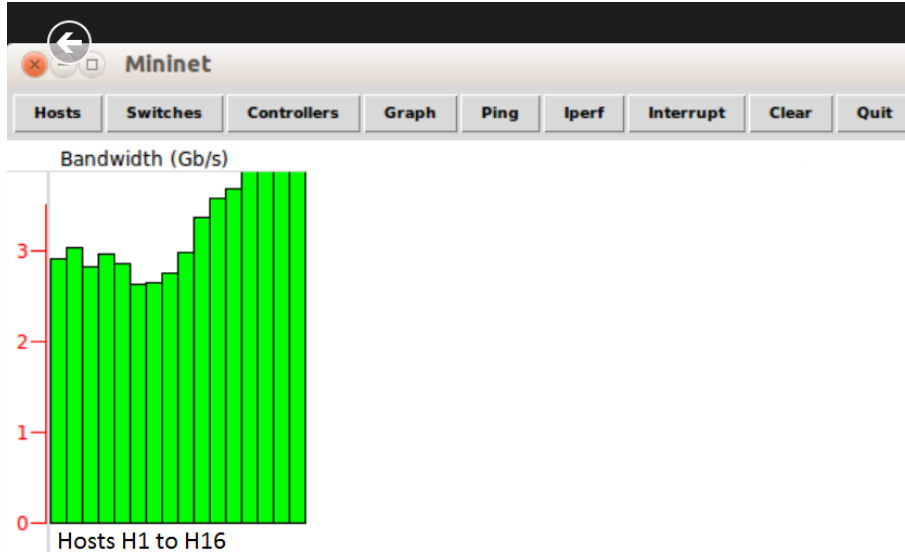 Mininet
Hosts Switches Controllers Graph Ping Iperf Interrupt Clear Quit
Bandwidth (Gb/s)
3
2
1
0
Hosts H1 to H16